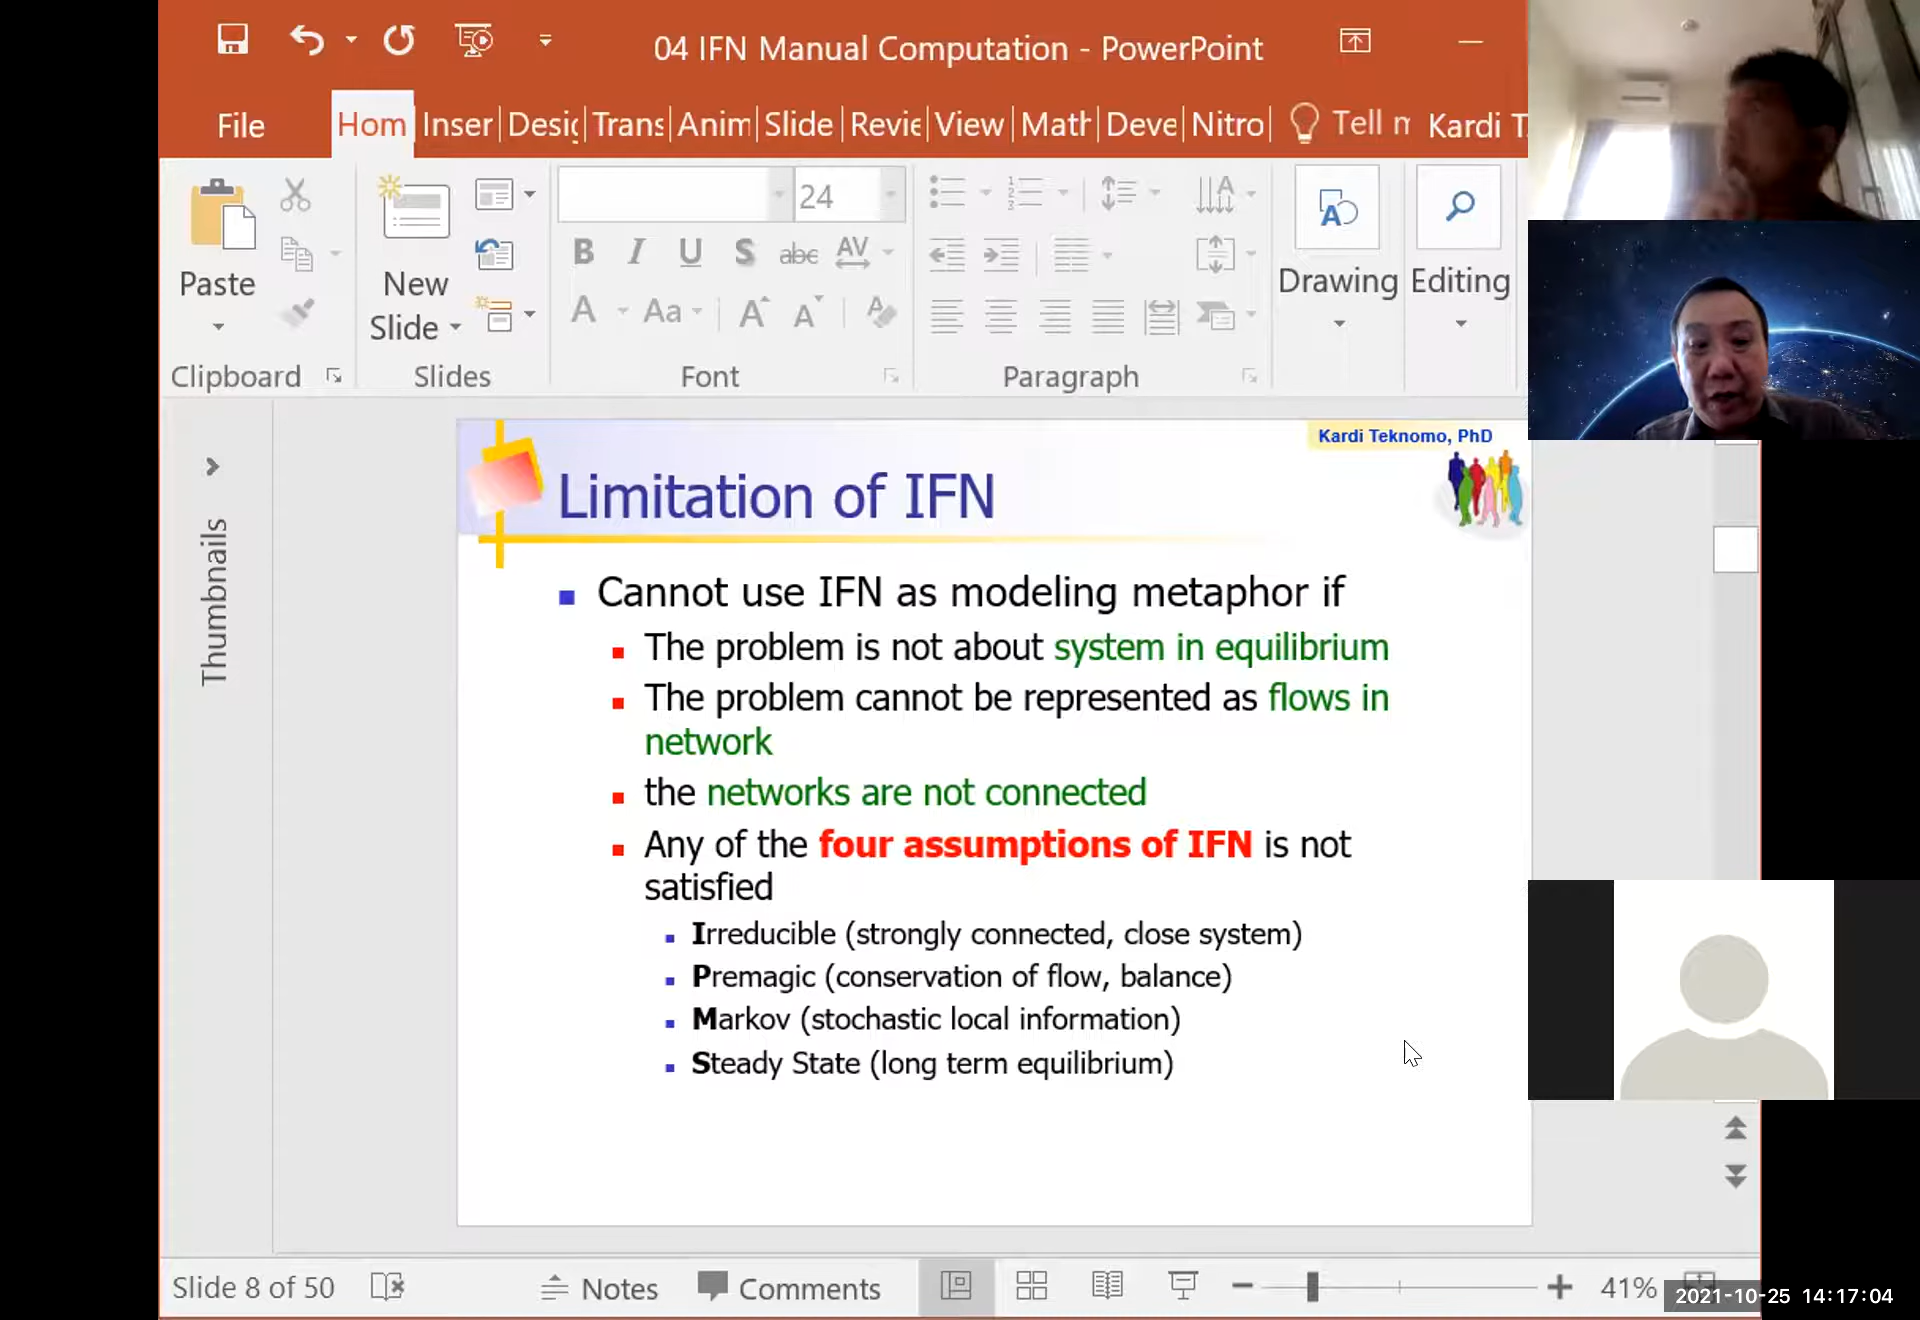 04 IFN Manual Computation - PowerPoint
File
Hom
Inser
Desig
Trans
Anim
Slide
Revie
View
Math
Deve
Nitro
Tell m
Kardi T.
Paste
New
Slide
24
B I U S abc AV
A Aa A A A
Drawing
Editing
Clipboard
Slides
Font
Paragraph
Thumbnails
Kardi Teknomo, PhD
Limitation of IFN
Cannot use IFN as modeling metaphor if
The problem is not about system in equilibrium
The problem cannot be represented as flows in
network
the networks are not connected
Any of the four assumptions of IFN is not
satisfied
Irreducible (strongly connected, close system)
Premagic (conservation of flow, balance)
Markov (stochastic local information)
Steady State (long term equilibrium)
Slide 8 of 50
Notes
Comments
41%
2021-10-25 14:17:04